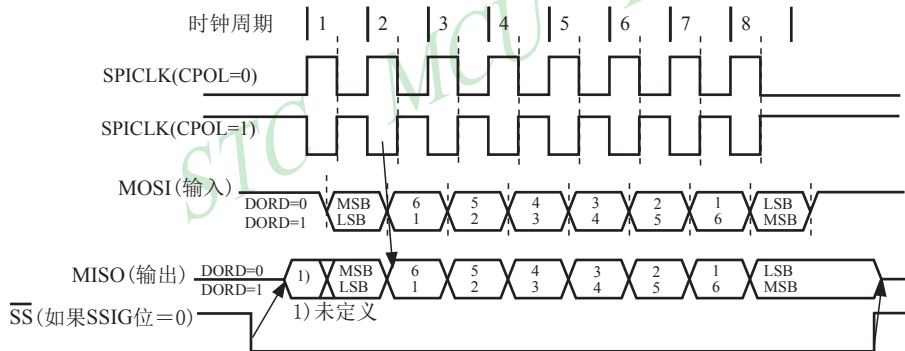 时钟周期 1 2 3 4 5 6 7 8
SPICLK(CPOL=0)
SPICLK(CPOL=1)
STC MCU
MOSI(输入) DORD=0 MSB 6 5 4 3 2 1 LSB
DORD=1 LSB 1 2 3 4 5 6 MSB
MISO(输出) DORD=0 1) MSB 6 5 4 3 2 1 LSB
DORD=1 LSB 1 2 3 4 5 6 MSB
1)未定义
SS(如果SSIG位=0)